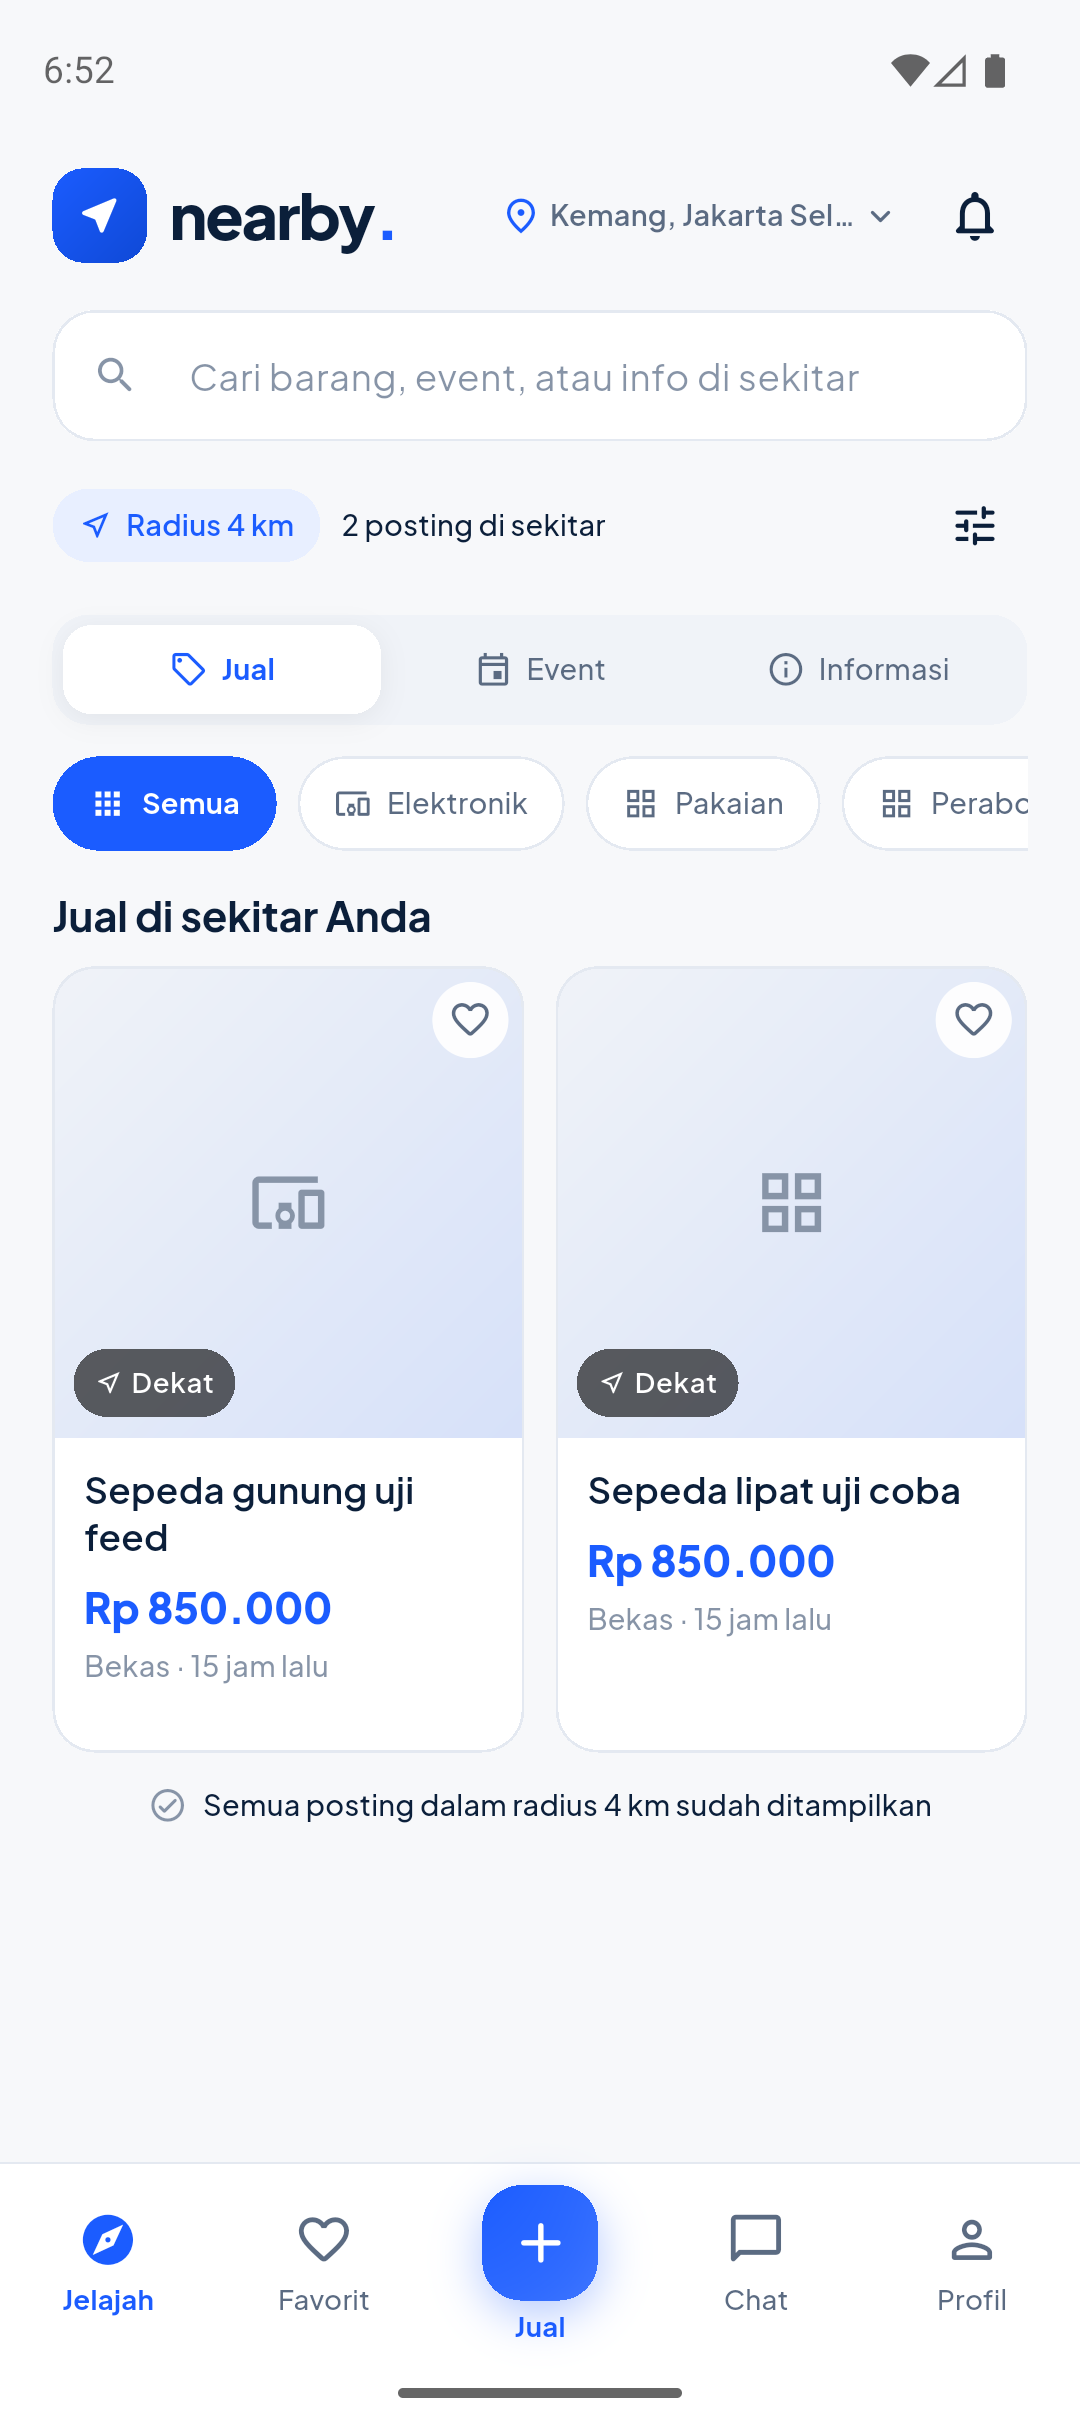 6:52
nearby.
Kemang, Jakarta Sel...
Cari barang, event, atau info di sekitar
Radius 4 km
2 posting di sekitar
Jual
Event
Informasi
Semua
Elektronik
Pakaian
Perabo
Jual di sekitar Anda
Dekat
Dekat
Sepeda gunung uji
feed
Rp 850.000
Bekas · 15 jam lalu
Sepeda lipat uji coba
Rp 850.000
Bekas · 15 jam lalu
Semua posting dalam radius 4 km sudah ditampilkan
Jelajah
Favorit
Jual
Chat
Profil